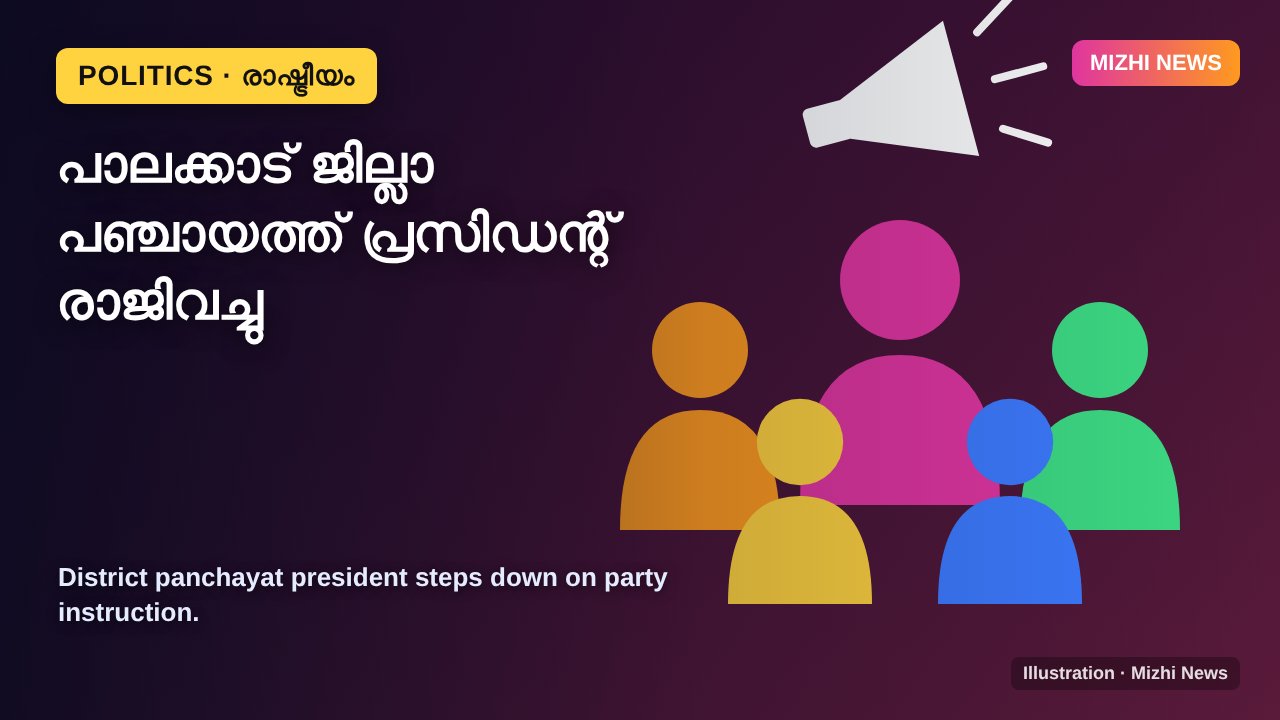 POLITICS · രാഷ്ട്രീയം
MIZHI NEWS
പാലക്കാട് ജില്ലാ
പഞ്ചായത്ത് പ്രസിഡന്റ്
രാജിവച്ചു
District panchayat president steps down on party
instruction.
Illustration · Mizhi News